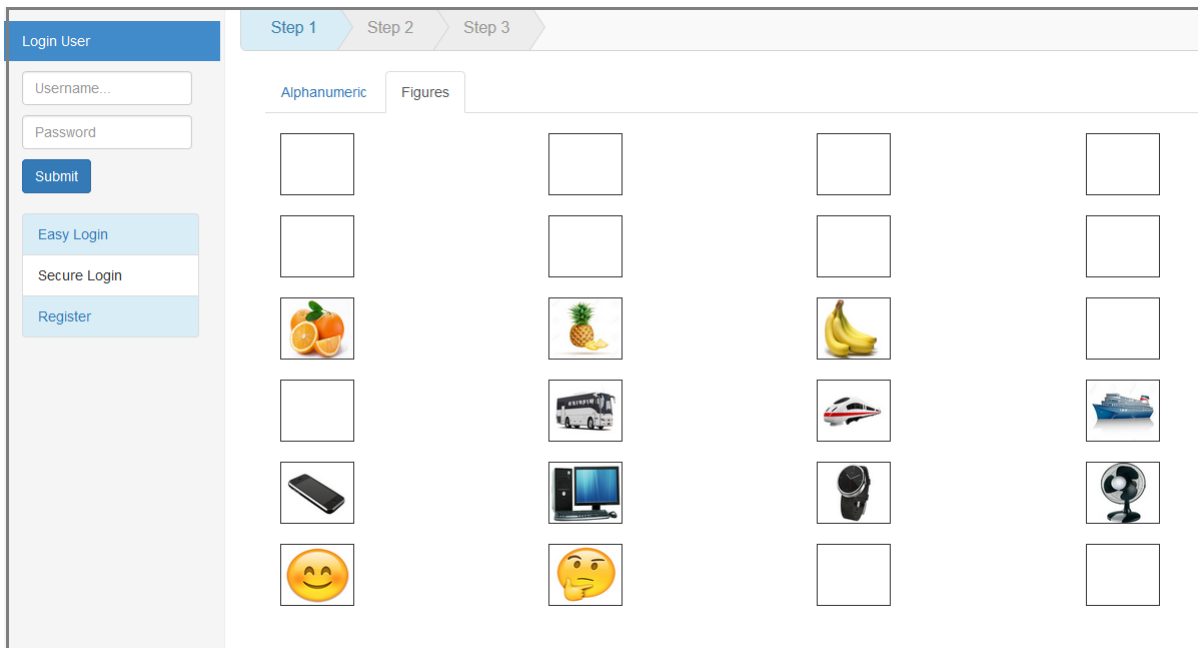 Login User
Username...
Password
Submit
Easy Login
Secure Login
Register
Step 1 Step 2 Step 3
Alphanumeric Figures